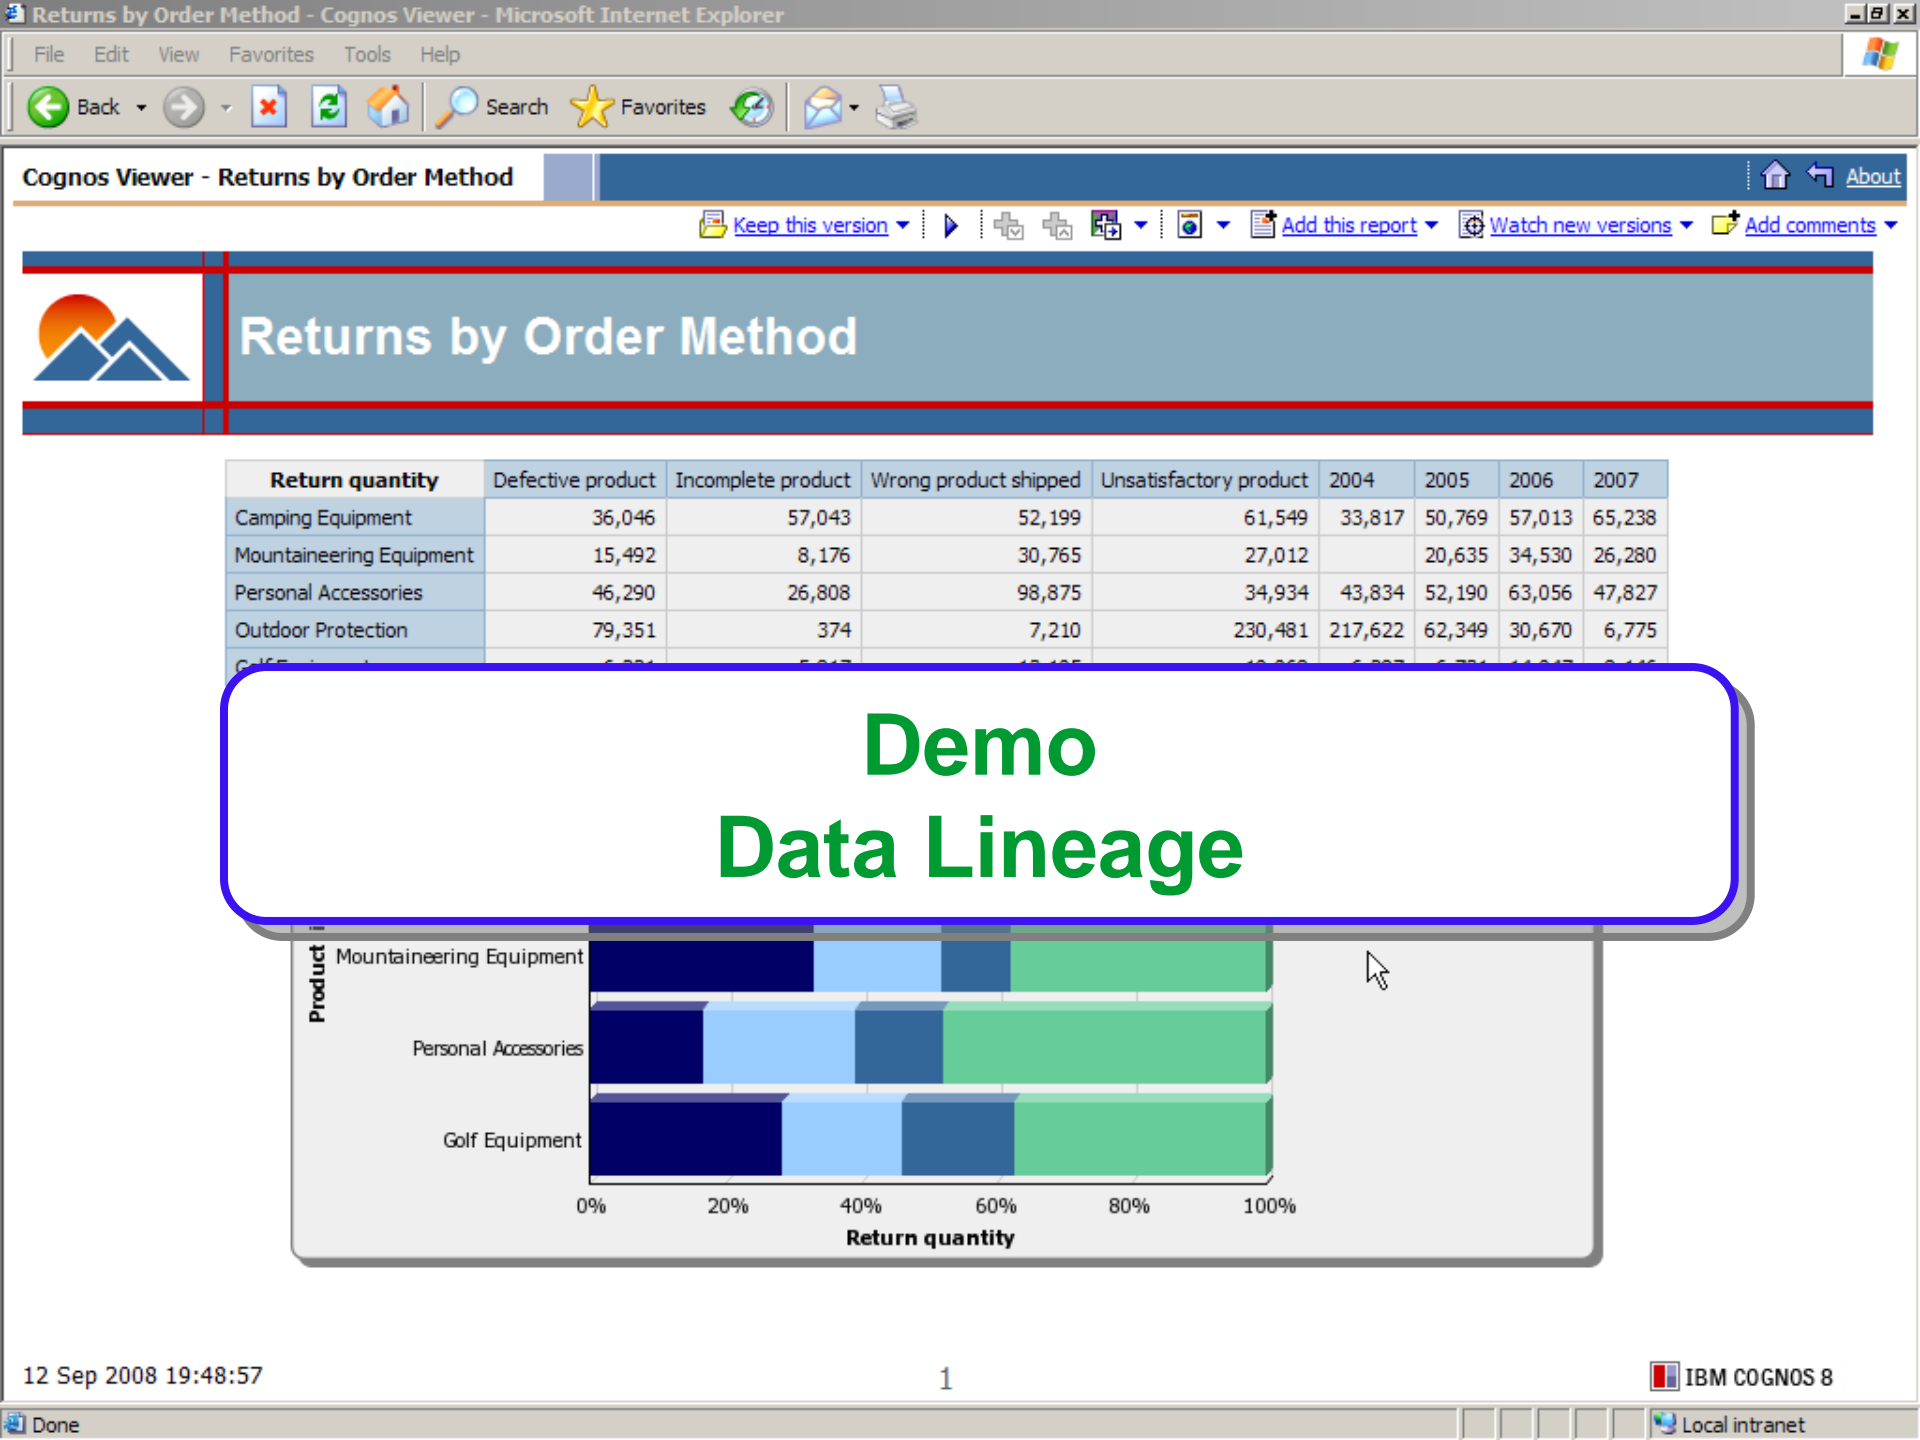 Returns by Order Method - Cognos Viewer - Microsoft Internet Explorer
File Edit View Favorites Tools Help
Back Search Favorites
Cognos Viewer - Returns by Order Method About
Keep this version Add this report Watch new versions Add comments
Returns by Order Method
Return quantity Defective product Incomplete product Wrong product shipped Unsatisfactory product 2004 2005 2006 2007
Camping Equipment 36,046 57,043 52,199 61,549 33,817 50,769 57,013 65,238
Mountaineering Equipment 15,492 8,176 30,765 27,012 20,635 34,530 26,280
Personal Accessories 46,290 26,808 98,875 34,934 43,834 52,190 63,056 47,827
Outdoor Protection 79,351 374 7,210 230,481 217,622 62,349 30,670 6,775
Demo
Data Lineage
Product
Mountaineering Equipment
Personal Accessories
Golf Equipment
0% 20% 40% 60% 80% 100%
Return quantity
12 Sep 2008 19:48:57 1 IBM COGNOS 8
Done Local intranet